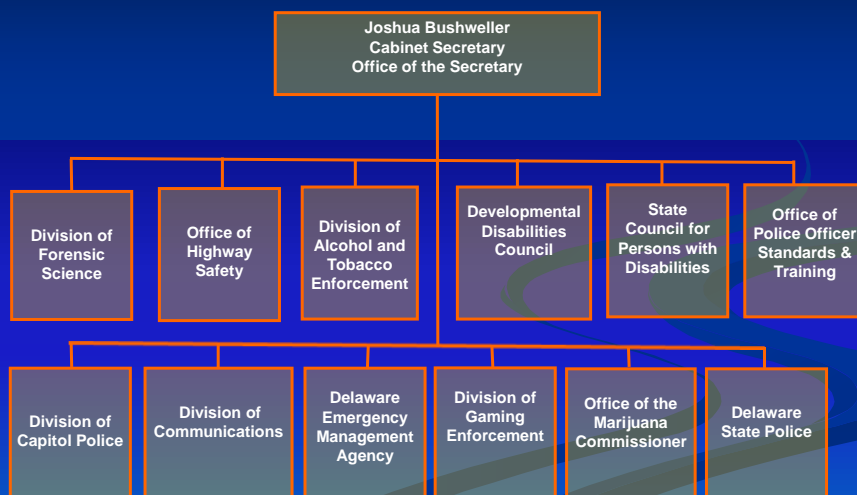 Joshua Bushweller
Cabinet Secretary
Office of the Secretary
Division of
Forensic
Science
Office of
Highway
Safety
Division of
Alcohol and
Tobacco
Enforcement
Developmental
Disabilities
Council
State
Council for
Persons with
Disabilities
Office of
Police Officer
Standards &
Training
Division of
Capitol Police
Division of
Communications
Delaware
Emergency
Management
Agency
Division of
Gaming
Enforcement
Office of the
Marijuana
Commissioner
Delaware
State Police